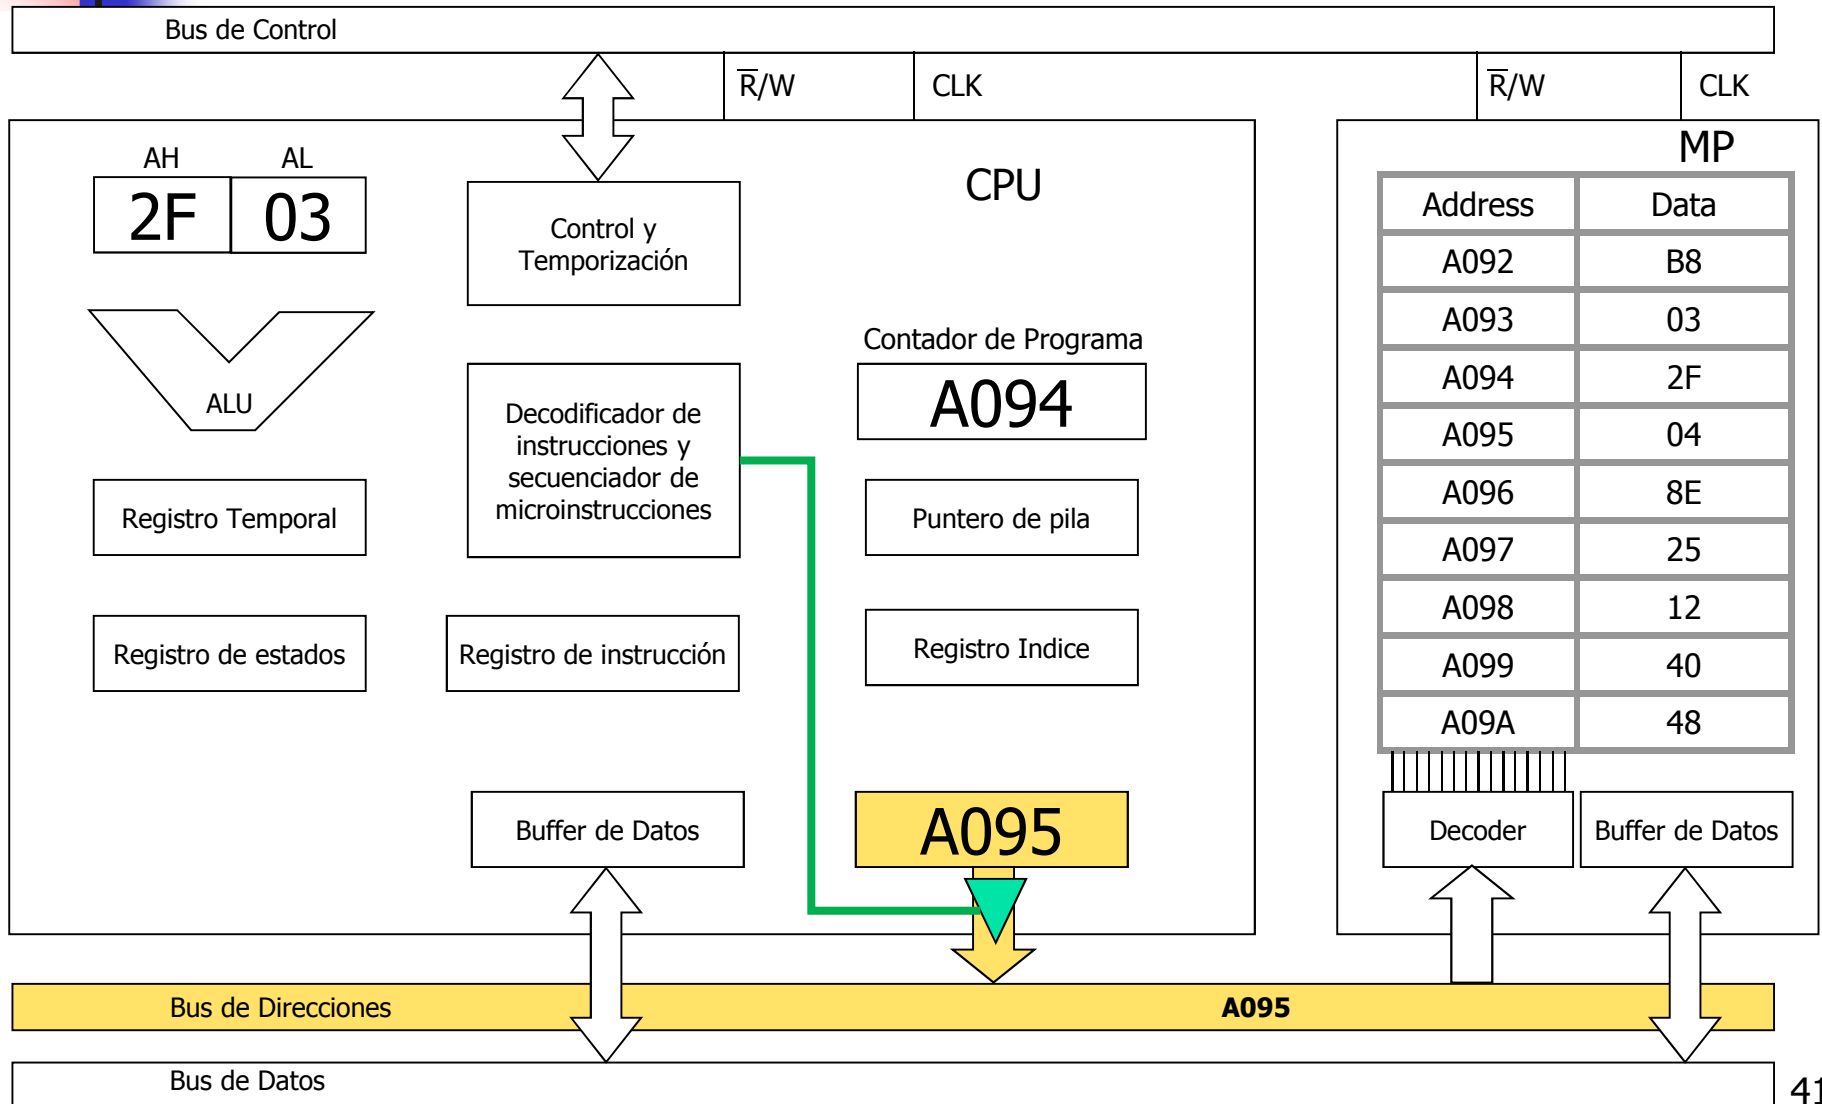 Bus de Control
R/W
CLK
R/W
CLK
AH
AL
2F
03
Control y
Temporización
CPU
MP
Address Data
A092 B8
A093 03
A094 2F
A095 04
A096 8E
A097 25
A098 12
A099 40
A09A 48
ALU
Decodificador de
instrucciones y
secuenciador de
microinstrucciones
Contador de Programa
A094
Registro Temporal
Puntero de pila
Registro de estados
Registro de instrucción
Registro Indice
Buffer de Datos
A095
Decoder
Buffer de Datos
Bus de Direcciones
A095
Bus de Datos
41